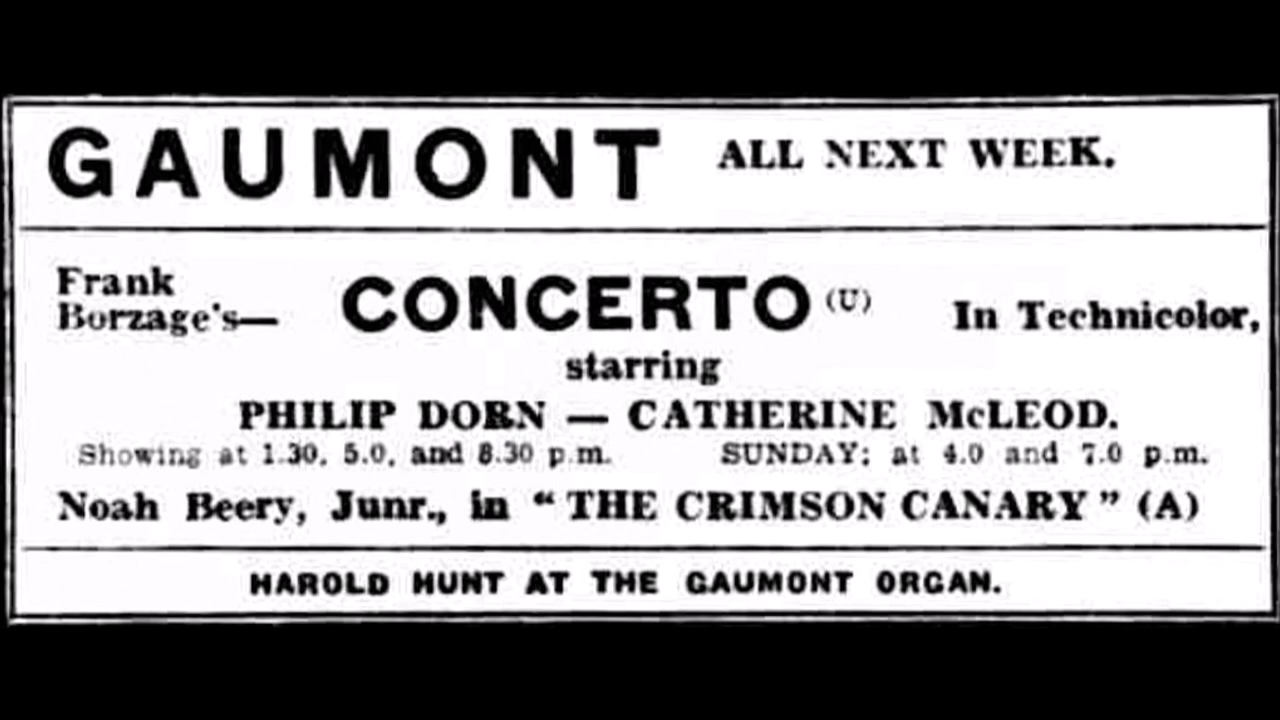 GAUMONT ALL NEXT WEEK.
Frank
Borzage's— CONCERTO (U) In Technicolor,
starring
PHILIP DORN — CATHERINE McLEOD.
Showing at 1.30, 5.0, and 8.30 p.m. SUNDAY; at 4.0 and 7.0 p.m.
Noah Beery, Junr., in “THE CRIMSON CANARY” (A)
HAROLD HUNT AT THE GAUMONT ORGAN.